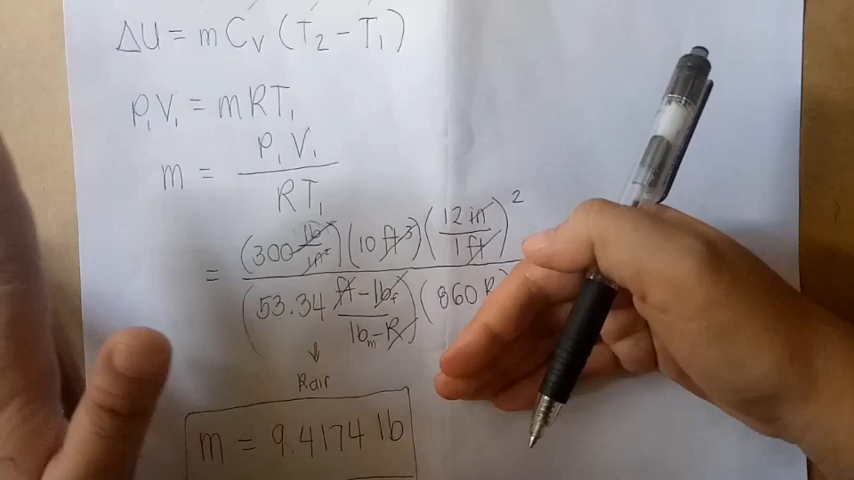 ΔU = m Cv (T2 - T1)
P1V1 = mRT1
m = P1V1 / RT1
= (300 lb/in²)(10 ft³)(12 in/1 ft)² / (53.34 ft-lbf/lbm-R)(860 R)
↓
Rair
m = 9.4174 lb